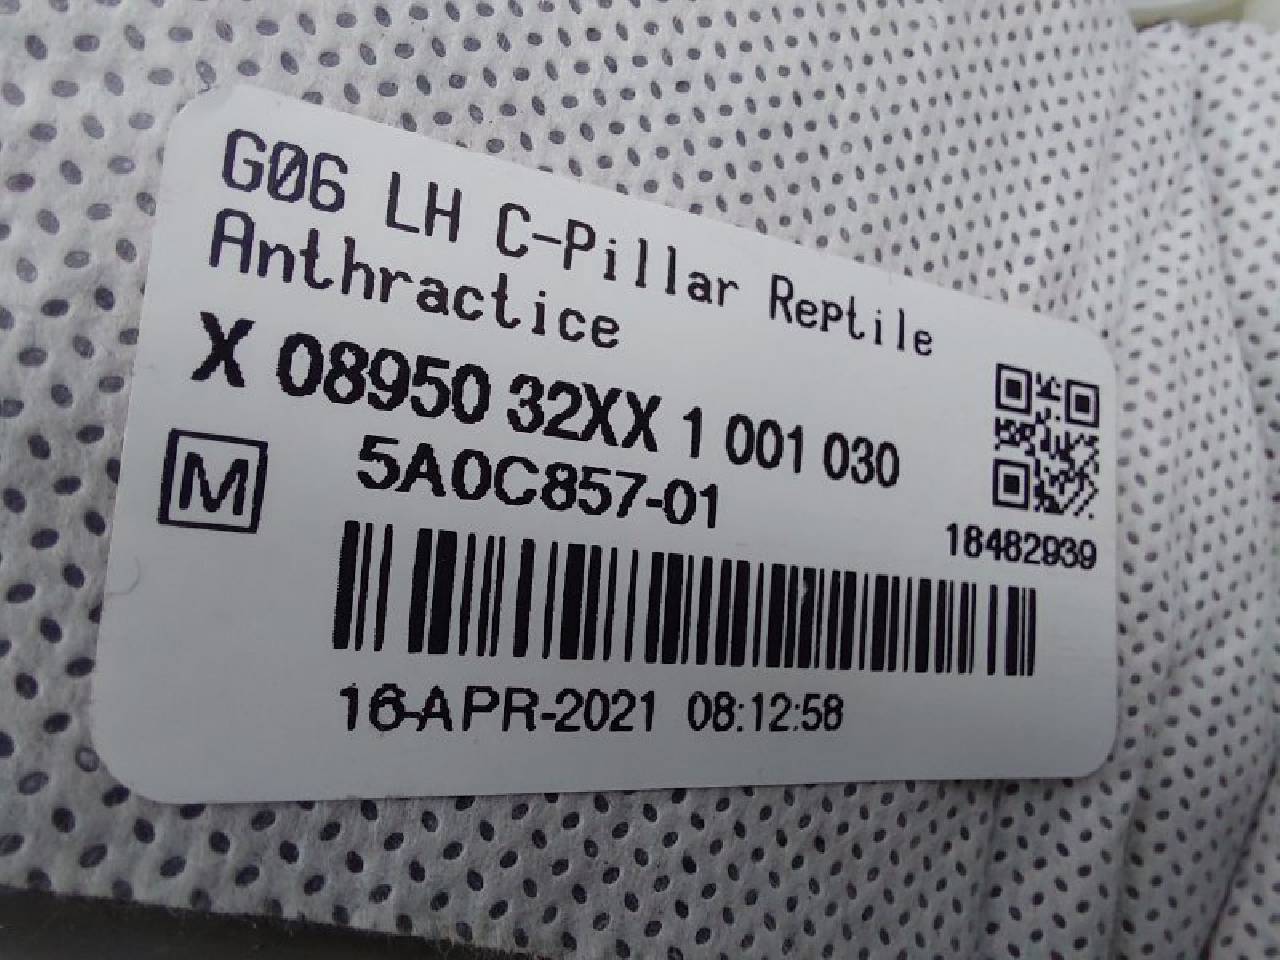 G06 LH C-Pillar Reptile
Anthractice
X 08950 32XX 1 001 030
M
5A0C857-01
18482939
16-APR-2021 08:12:58